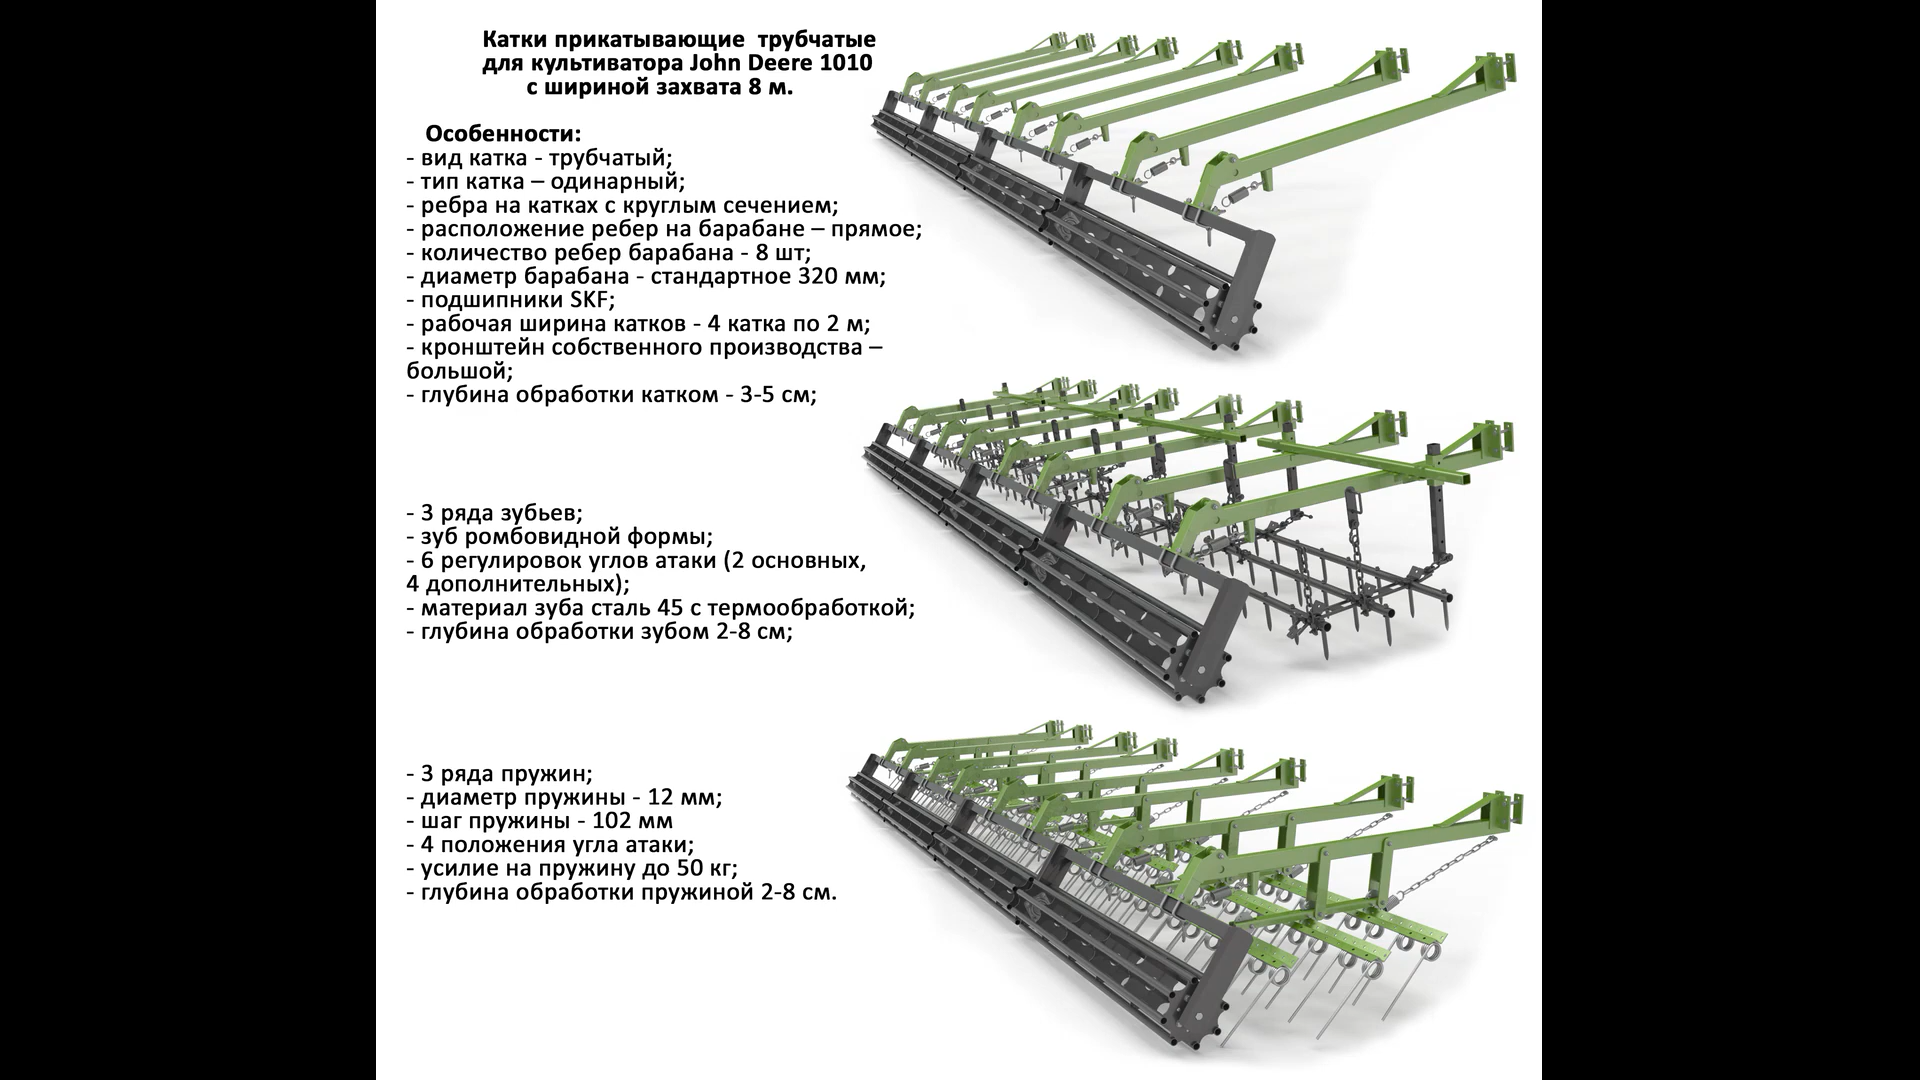 Катки прикатывающие трубчатые
для культиватора John Deere 1010
с шириной захвата 8 м.
Особенности:
- вид катка - трубчатый;
- тип катка – одинарный;
- ребра на катках с круглым сечением;
- расположение ребер на барабане – прямое;
- количество ребер барабана - 8 шт;
- диаметр барабана - стандартное 320 мм;
- подшипники SKF;
- рабочая ширина катков - 4 катка по 2 м;
- кронштейн собственного производства –
большой;
- глубина обработки катком - 3-5 см;
- 3 ряда зубьев;
- зуб ромбовидной формы;
- 6 регулировок углов атаки (2 основных,
4 дополнительных);
- материал зуба сталь 45 с термообработкой;
- глубина обработки зубом 2-8 см;
- 3 ряда пружин;
- диаметр пружины - 12 мм;
- шаг пружины - 102 мм
- 4 положения угла атаки;
- усилие на пружину до 50 кг;
- глубина обработки пружиной 2-8 см.